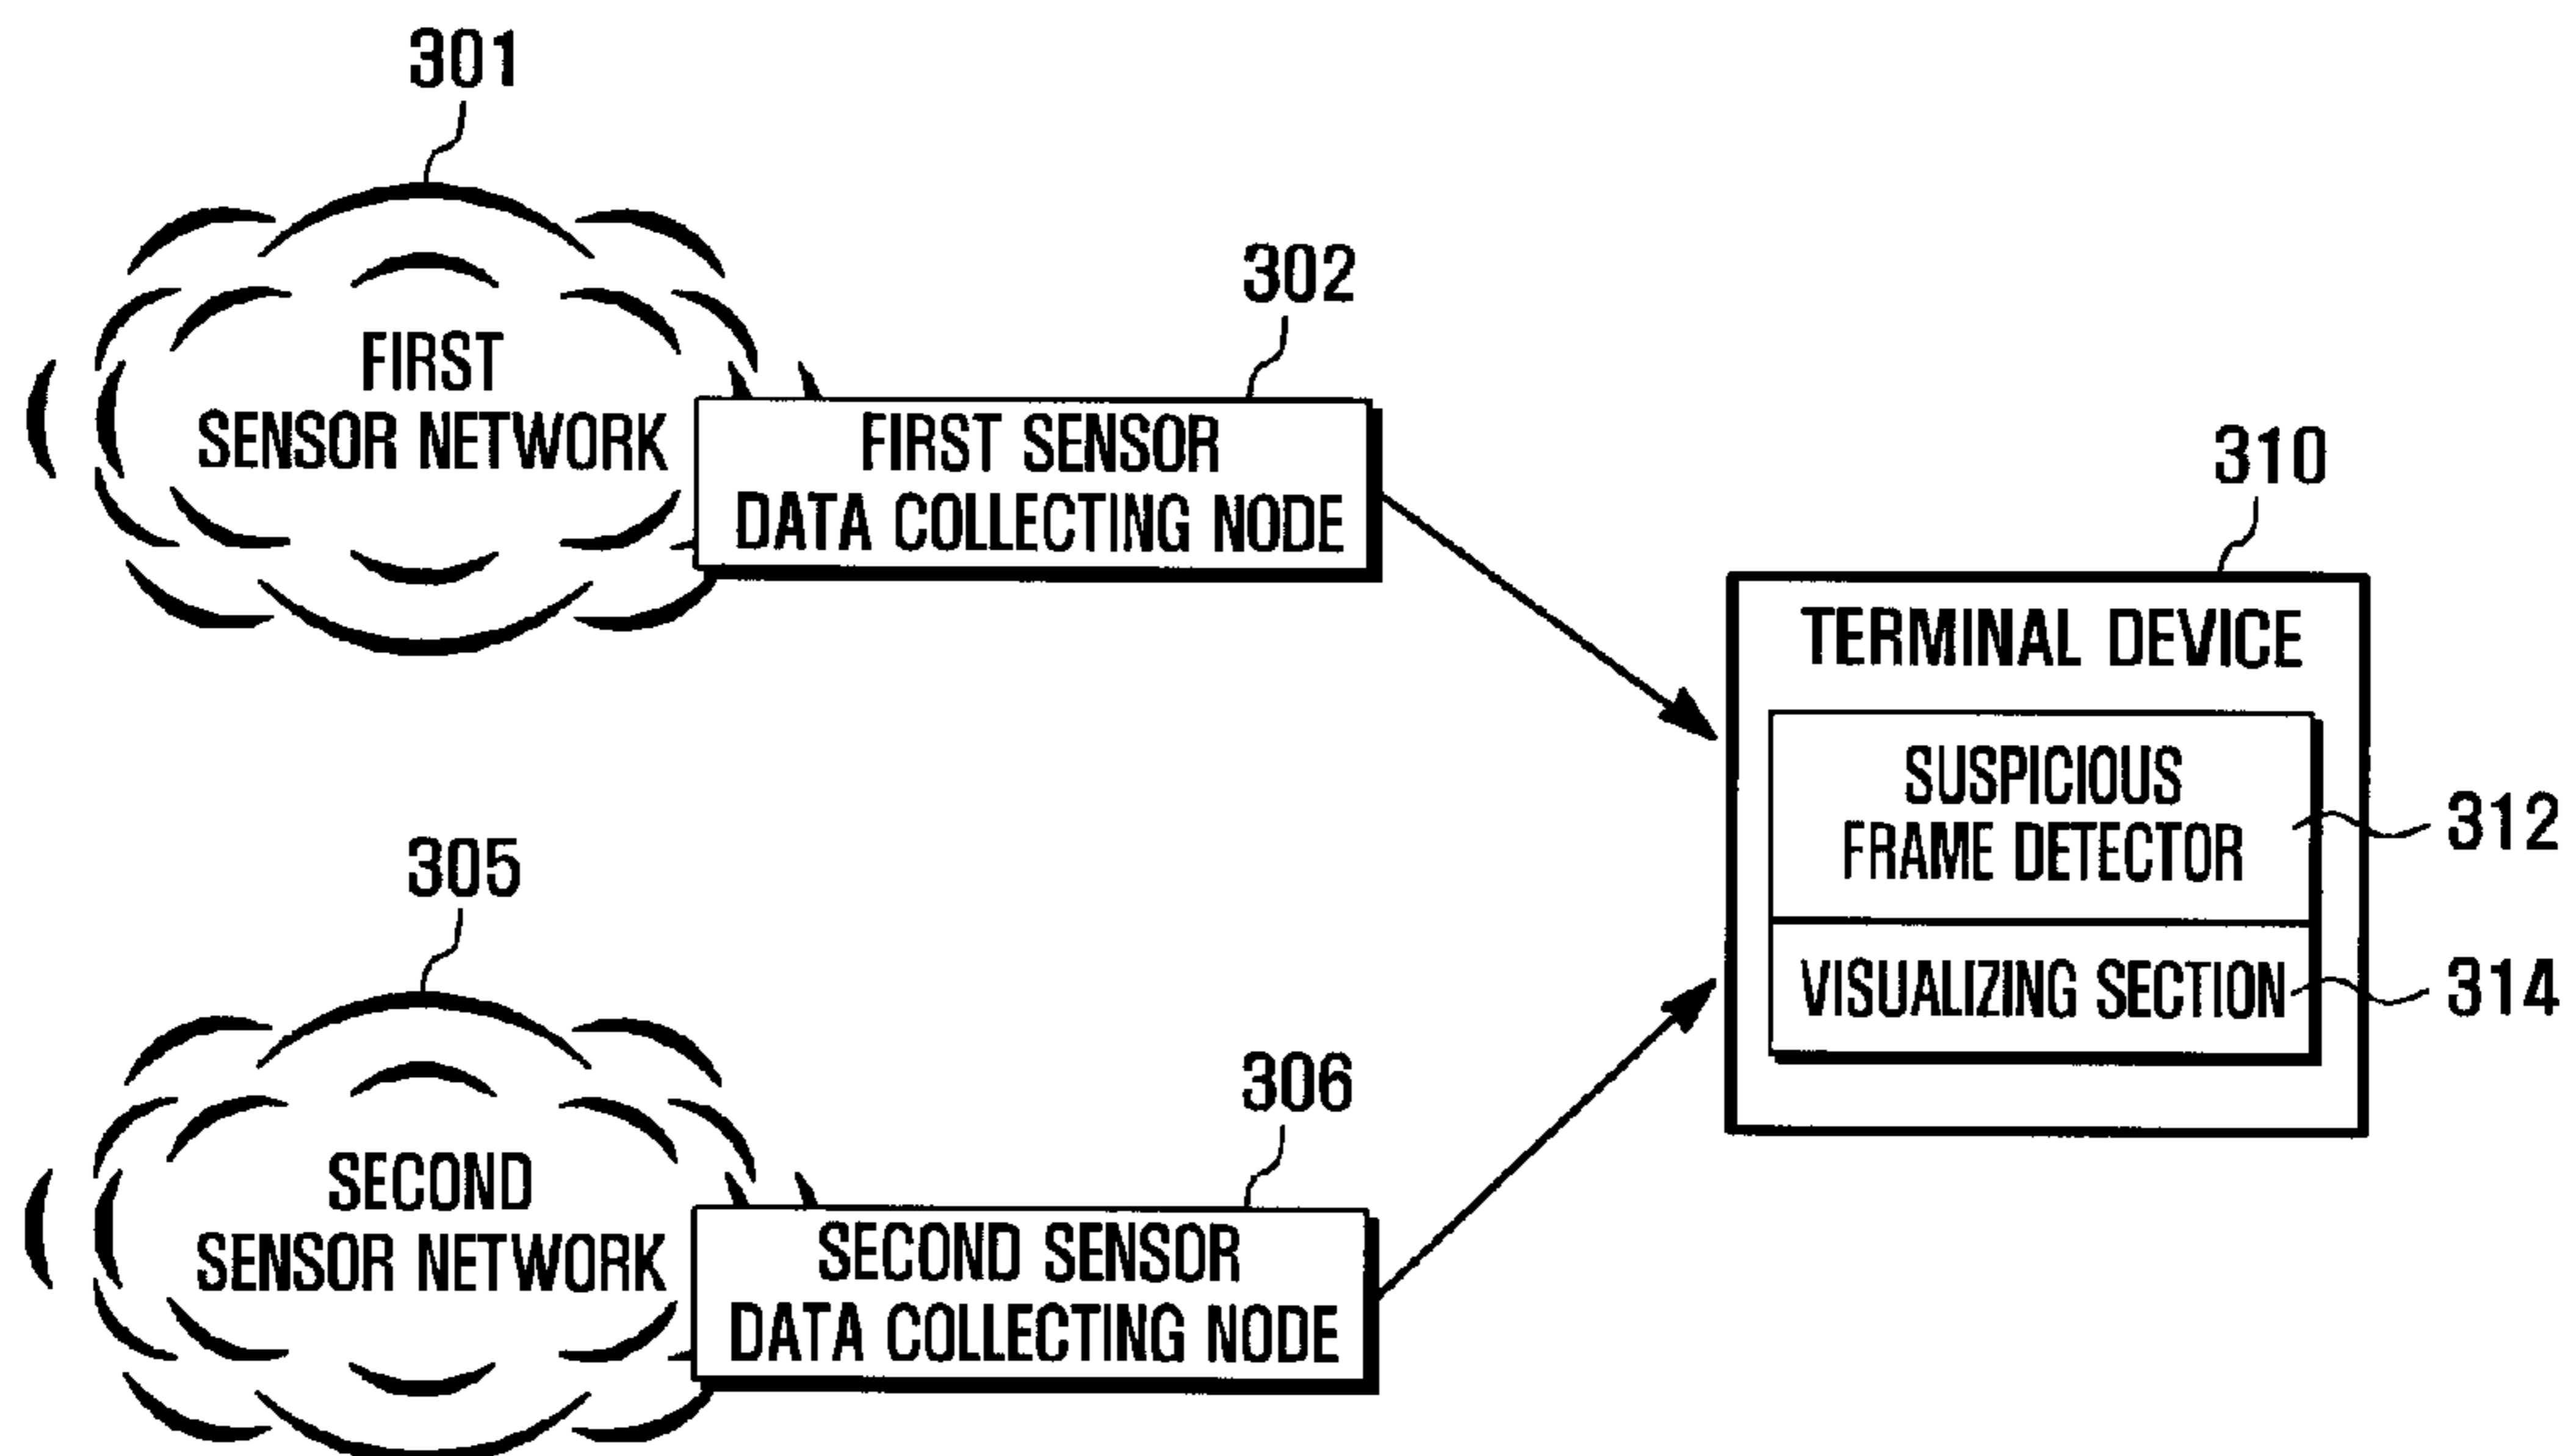 301
FIRST
SENSOR NETWORK
302
FIRST SENSOR
DATA COLLECTING NODE
310
TERMINAL DEVICE
SUSPICIOUS
FRAME DETECTOR
312
VISUALIZING SECTION
314
305
SECOND
SENSOR NETWORK
306
SECOND SENSOR
DATA COLLECTING NODE